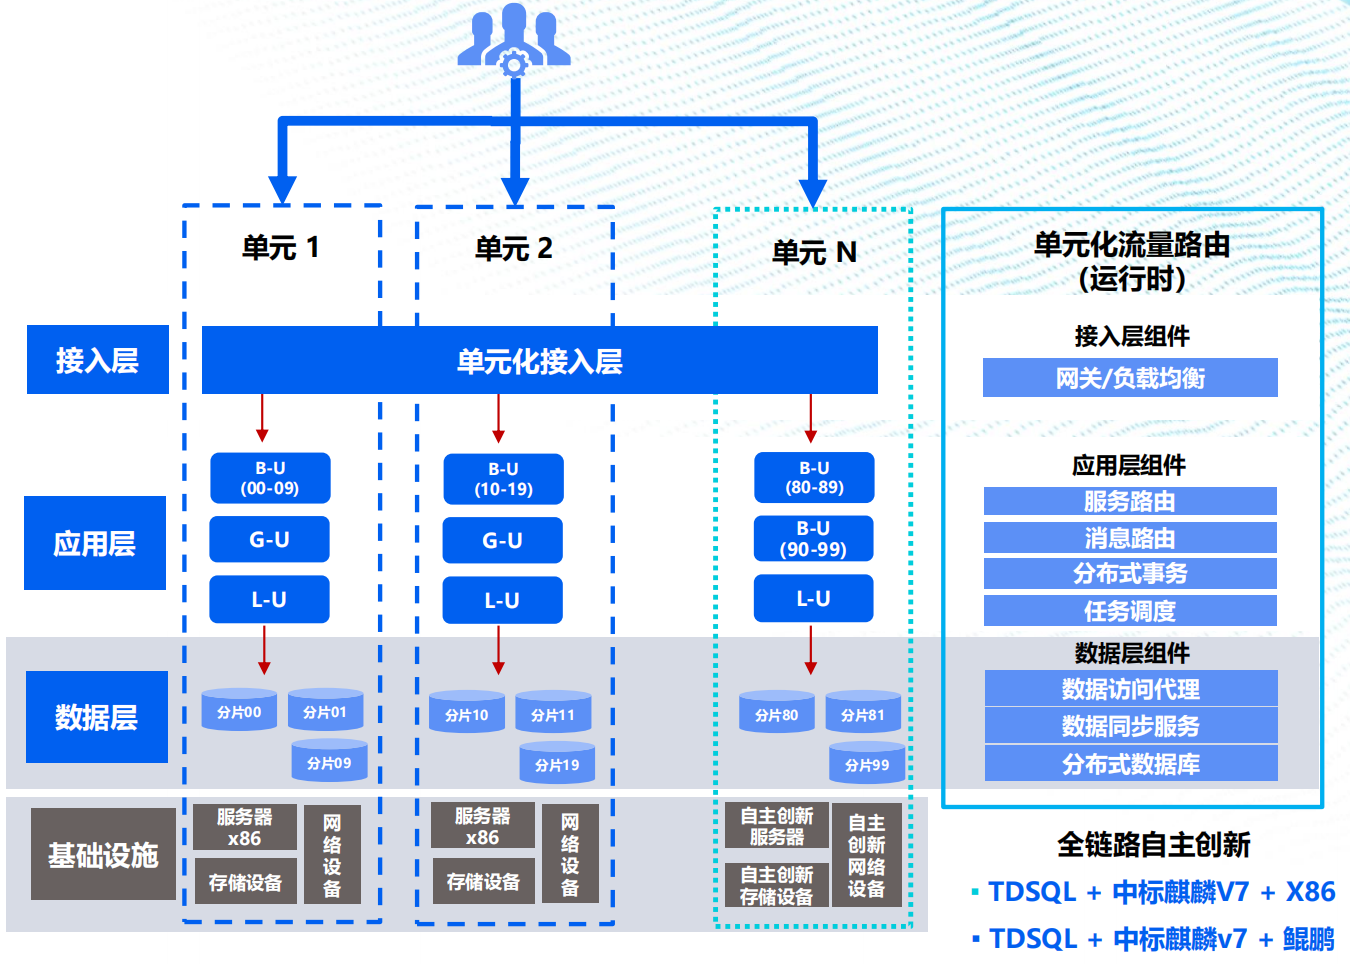 单元 1
单元 2
单元 N
单元化流量路由
（运行时）
接入层
单元化接入层
接入层组件
网关/负载均衡
应用层
B-U
(00-09)
G-U
L-U
B-U
(10-19)
G-U
L-U
B-U
(80-89)
B-U
(90-99)
L-U
应用层组件
服务路由
消息路由
分布式事务
任务调度
数据层
分片00
分片01
分片09
分片10
分片11
分片19
分片80
分片81
分片99
数据层组件
数据访问代理
数据同步服务
分布式数据库
基础设施
服务器
x86
存储设备
网
络
设
备
服务器
x86
存储设备
网
络
设
备
自主创新
服务器
自主创新
存储设备
自主
创新
网络
设备
全链路自主创新
▪ TDSQL + 中标麒麟V7 + X86
▪ TDSQL + 中标麒麟v7 + 鲲鹏